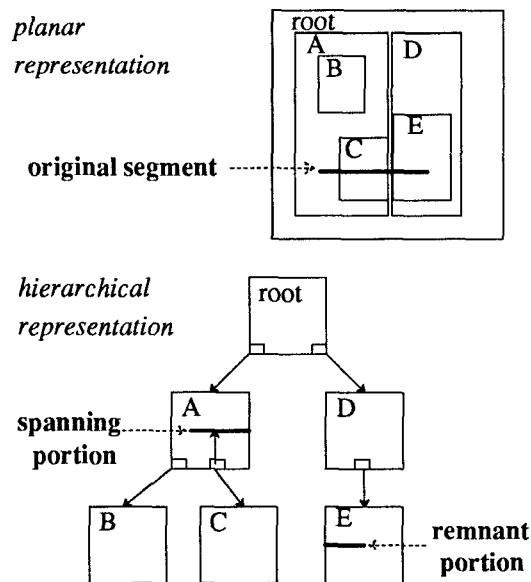 planar
representation
root
A
D
B
E
C
original segment
hierarchical
representation
root
A
D
spanning
portion
B
C
E
remnant
portion